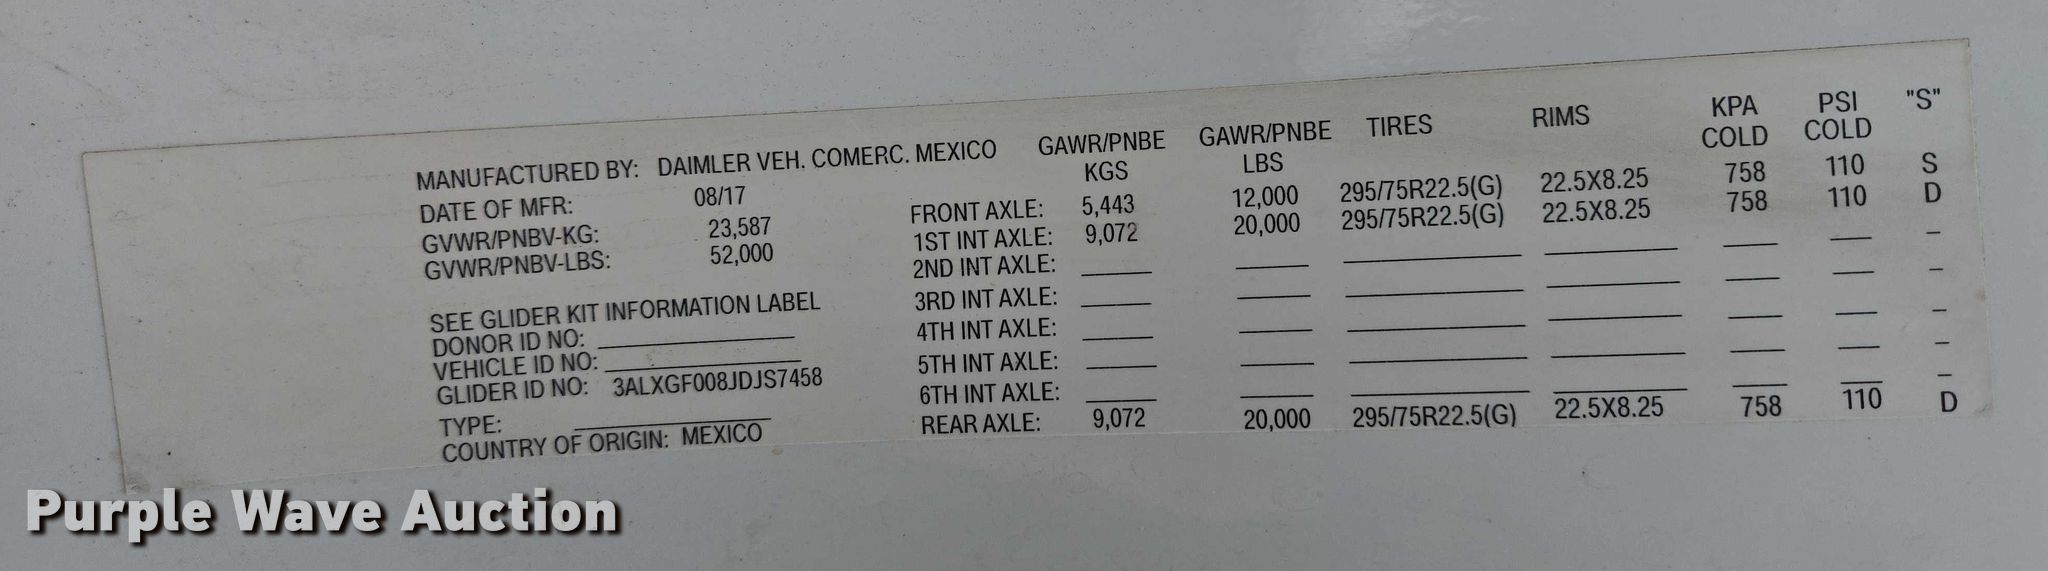 MANUFACTURED BY: DAIMLER VEH. COMERC. MEXICO
DATE OF MFR: 08/17
GVWR/PNBV-KG: 23,587
GVWR/PNBV-LBS: 52,000
SEE GLIDER KIT INFORMATION LABEL
DONOR ID NO:
VEHICLE ID NO:
GLIDER ID NO: 3ALXGF008JDJS7458
TYPE:
COUNTRY OF ORIGIN: MEXICO
GAWR/PNBE KGS GAWR/PNBE LBS TIRES RIMS KPA COLD PSI COLD "S"
FRONT AXLE: 5,443 12,000 295/75R22.5(G) 22.5X8.25 758 110 S
1ST INT AXLE: 9,072 20,000 295/75R22.5(G) 22.5X8.25 758 110 D
2ND INT AXLE:
3RD INT AXLE:
4TH INT AXLE:
5TH INT AXLE:
6TH INT AXLE:
REAR AXLE: 9,072 20,000 295/75R22.5(G) 22.5X8.25 758 110 D
Purple Wave Auction